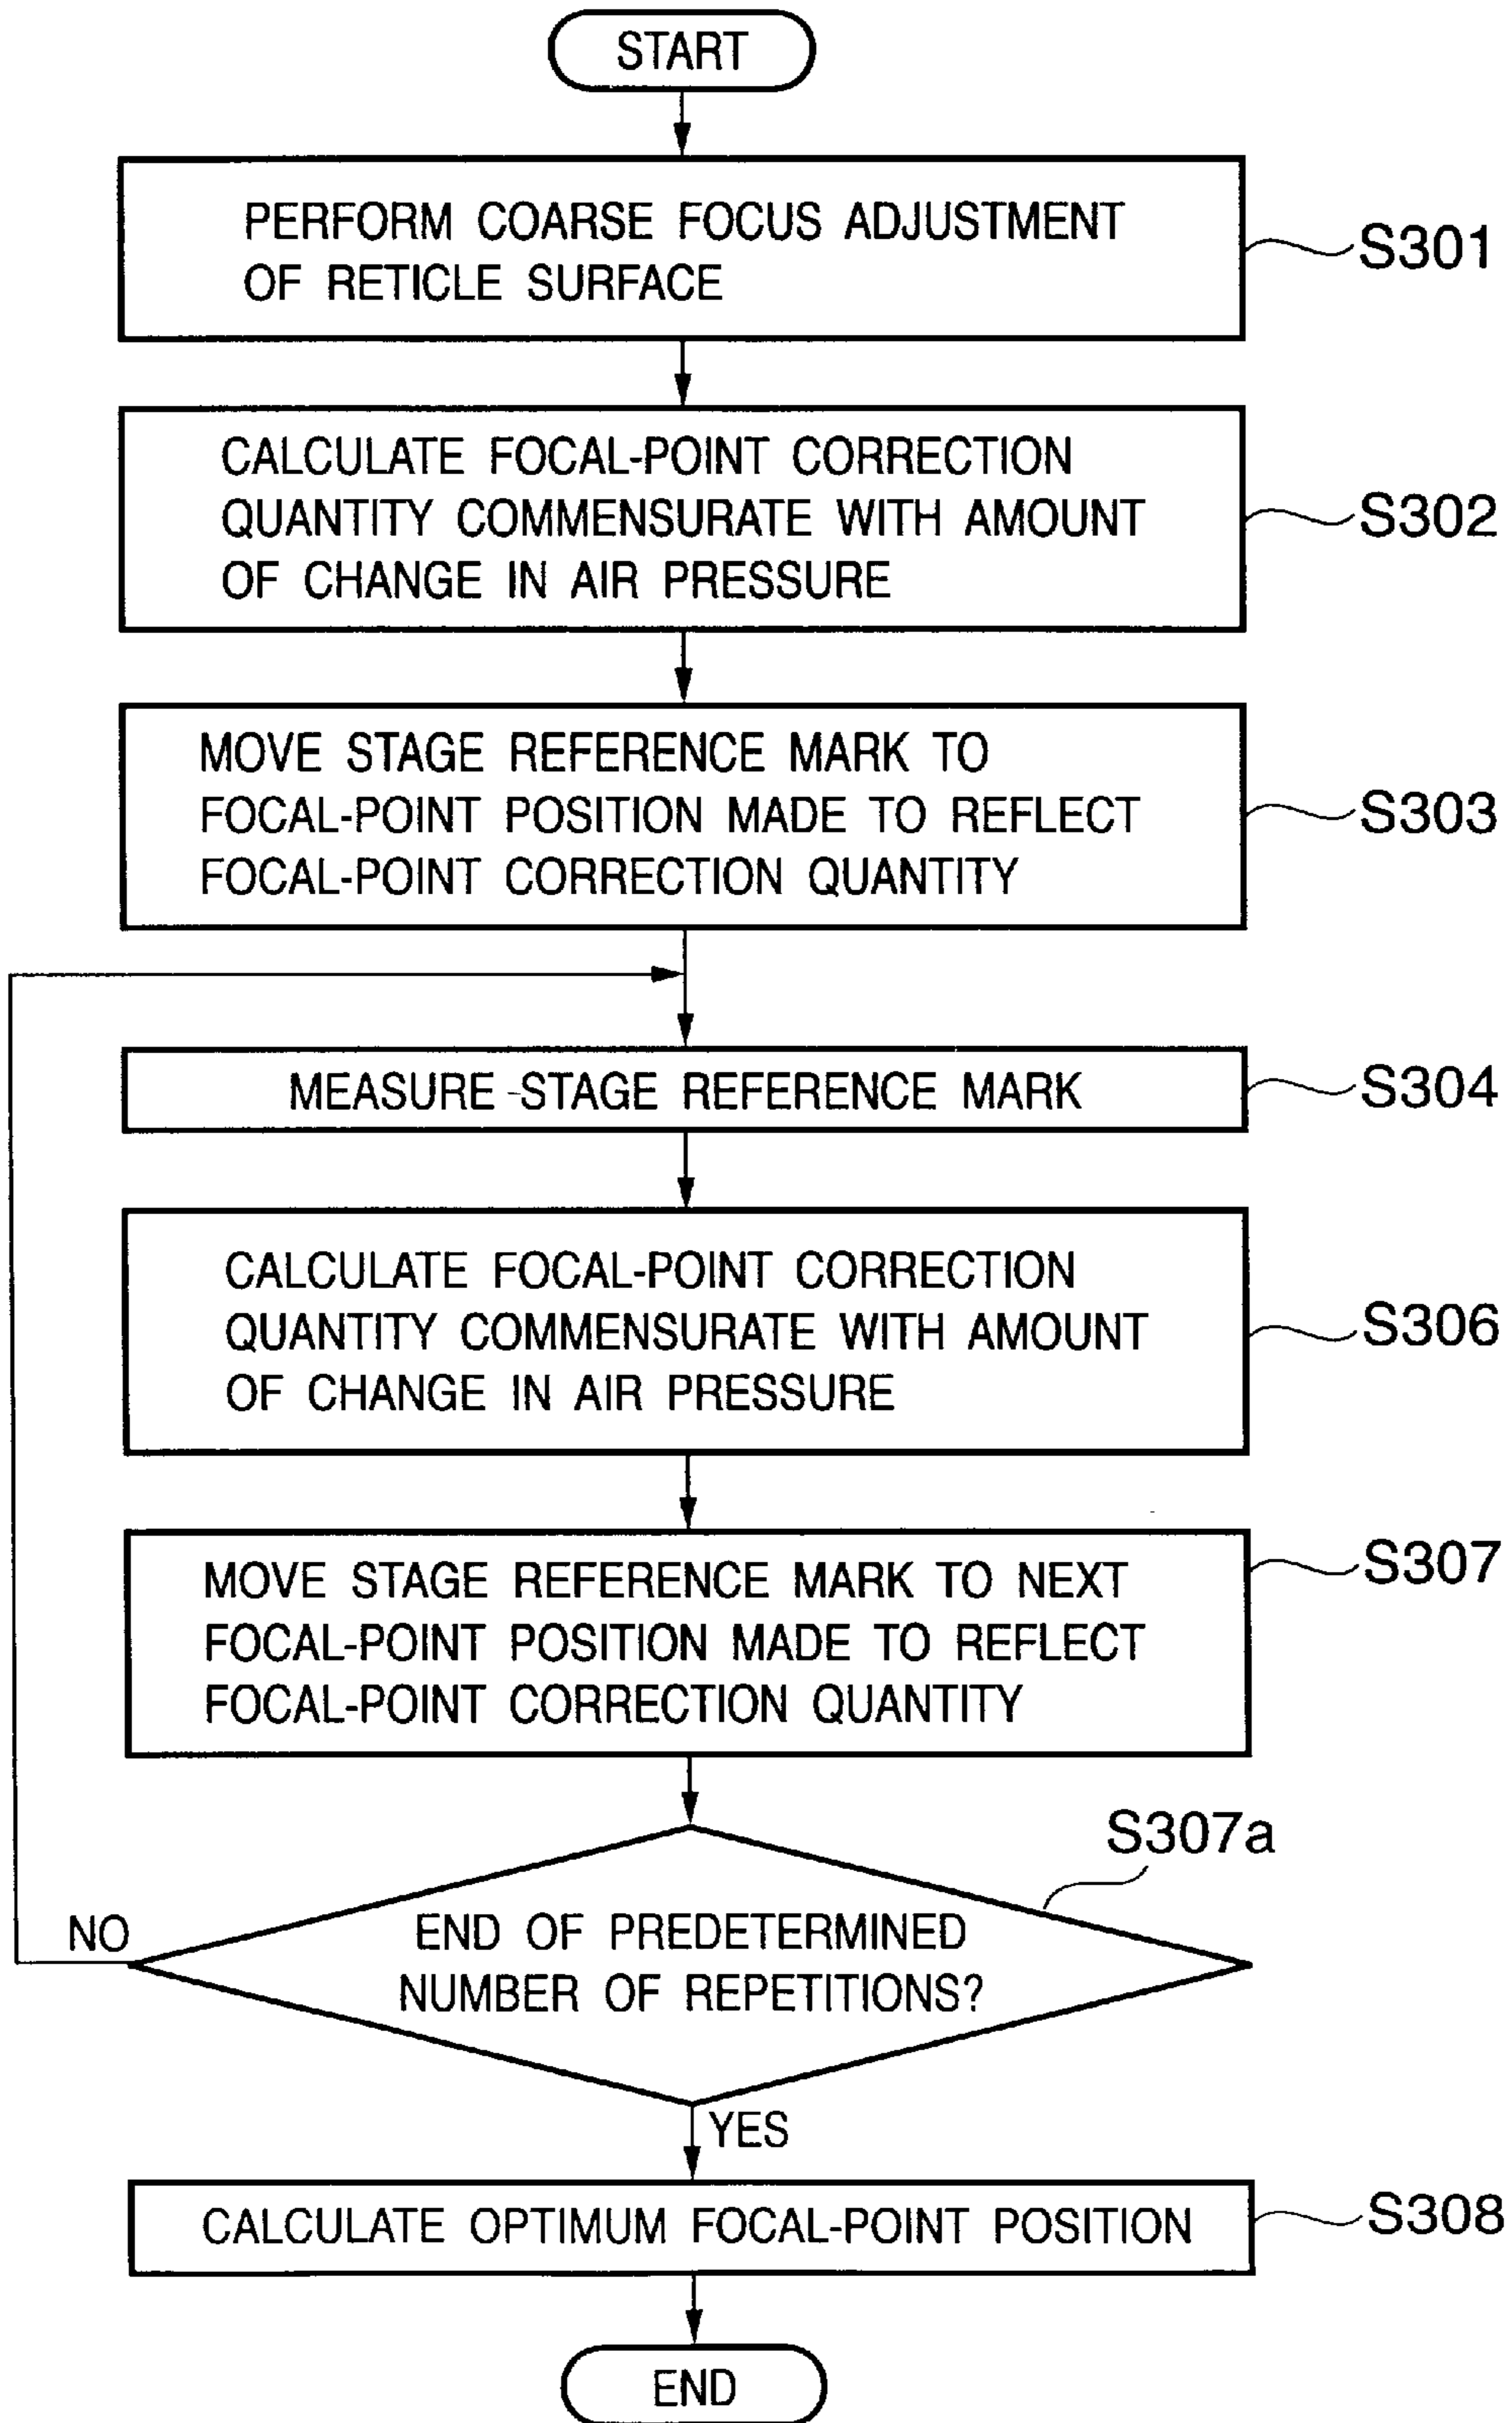 START
PERFORM COARSE FOCUS ADJUSTMENT
OF RETICLE SURFACE
S301
CALCULATE FOCAL-POINT CORRECTION
QUANTITY COMMENSURATE WITH AMOUNT
OF CHANGE IN AIR PRESSURE
S302
MOVE STAGE REFERENCE MARK TO
FOCAL-POINT POSITION MADE TO REFLECT
FOCAL-POINT CORRECTION QUANTITY
S303
MEASURE STAGE REFERENCE MARK
S304
CALCULATE FOCAL-POINT CORRECTION
QUANTITY COMMENSURATE WITH AMOUNT
OF CHANGE IN AIR PRESSURE
S306
MOVE STAGE REFERENCE MARK TO NEXT
FOCAL-POINT POSITION MADE TO REFLECT
FOCAL-POINT CORRECTION QUANTITY
S307
S307a
END OF PREDETERMINED
NUMBER OF REPETITIONS?
NO
YES
CALCULATE OPTIMUM FOCAL-POINT POSITION
S308
END